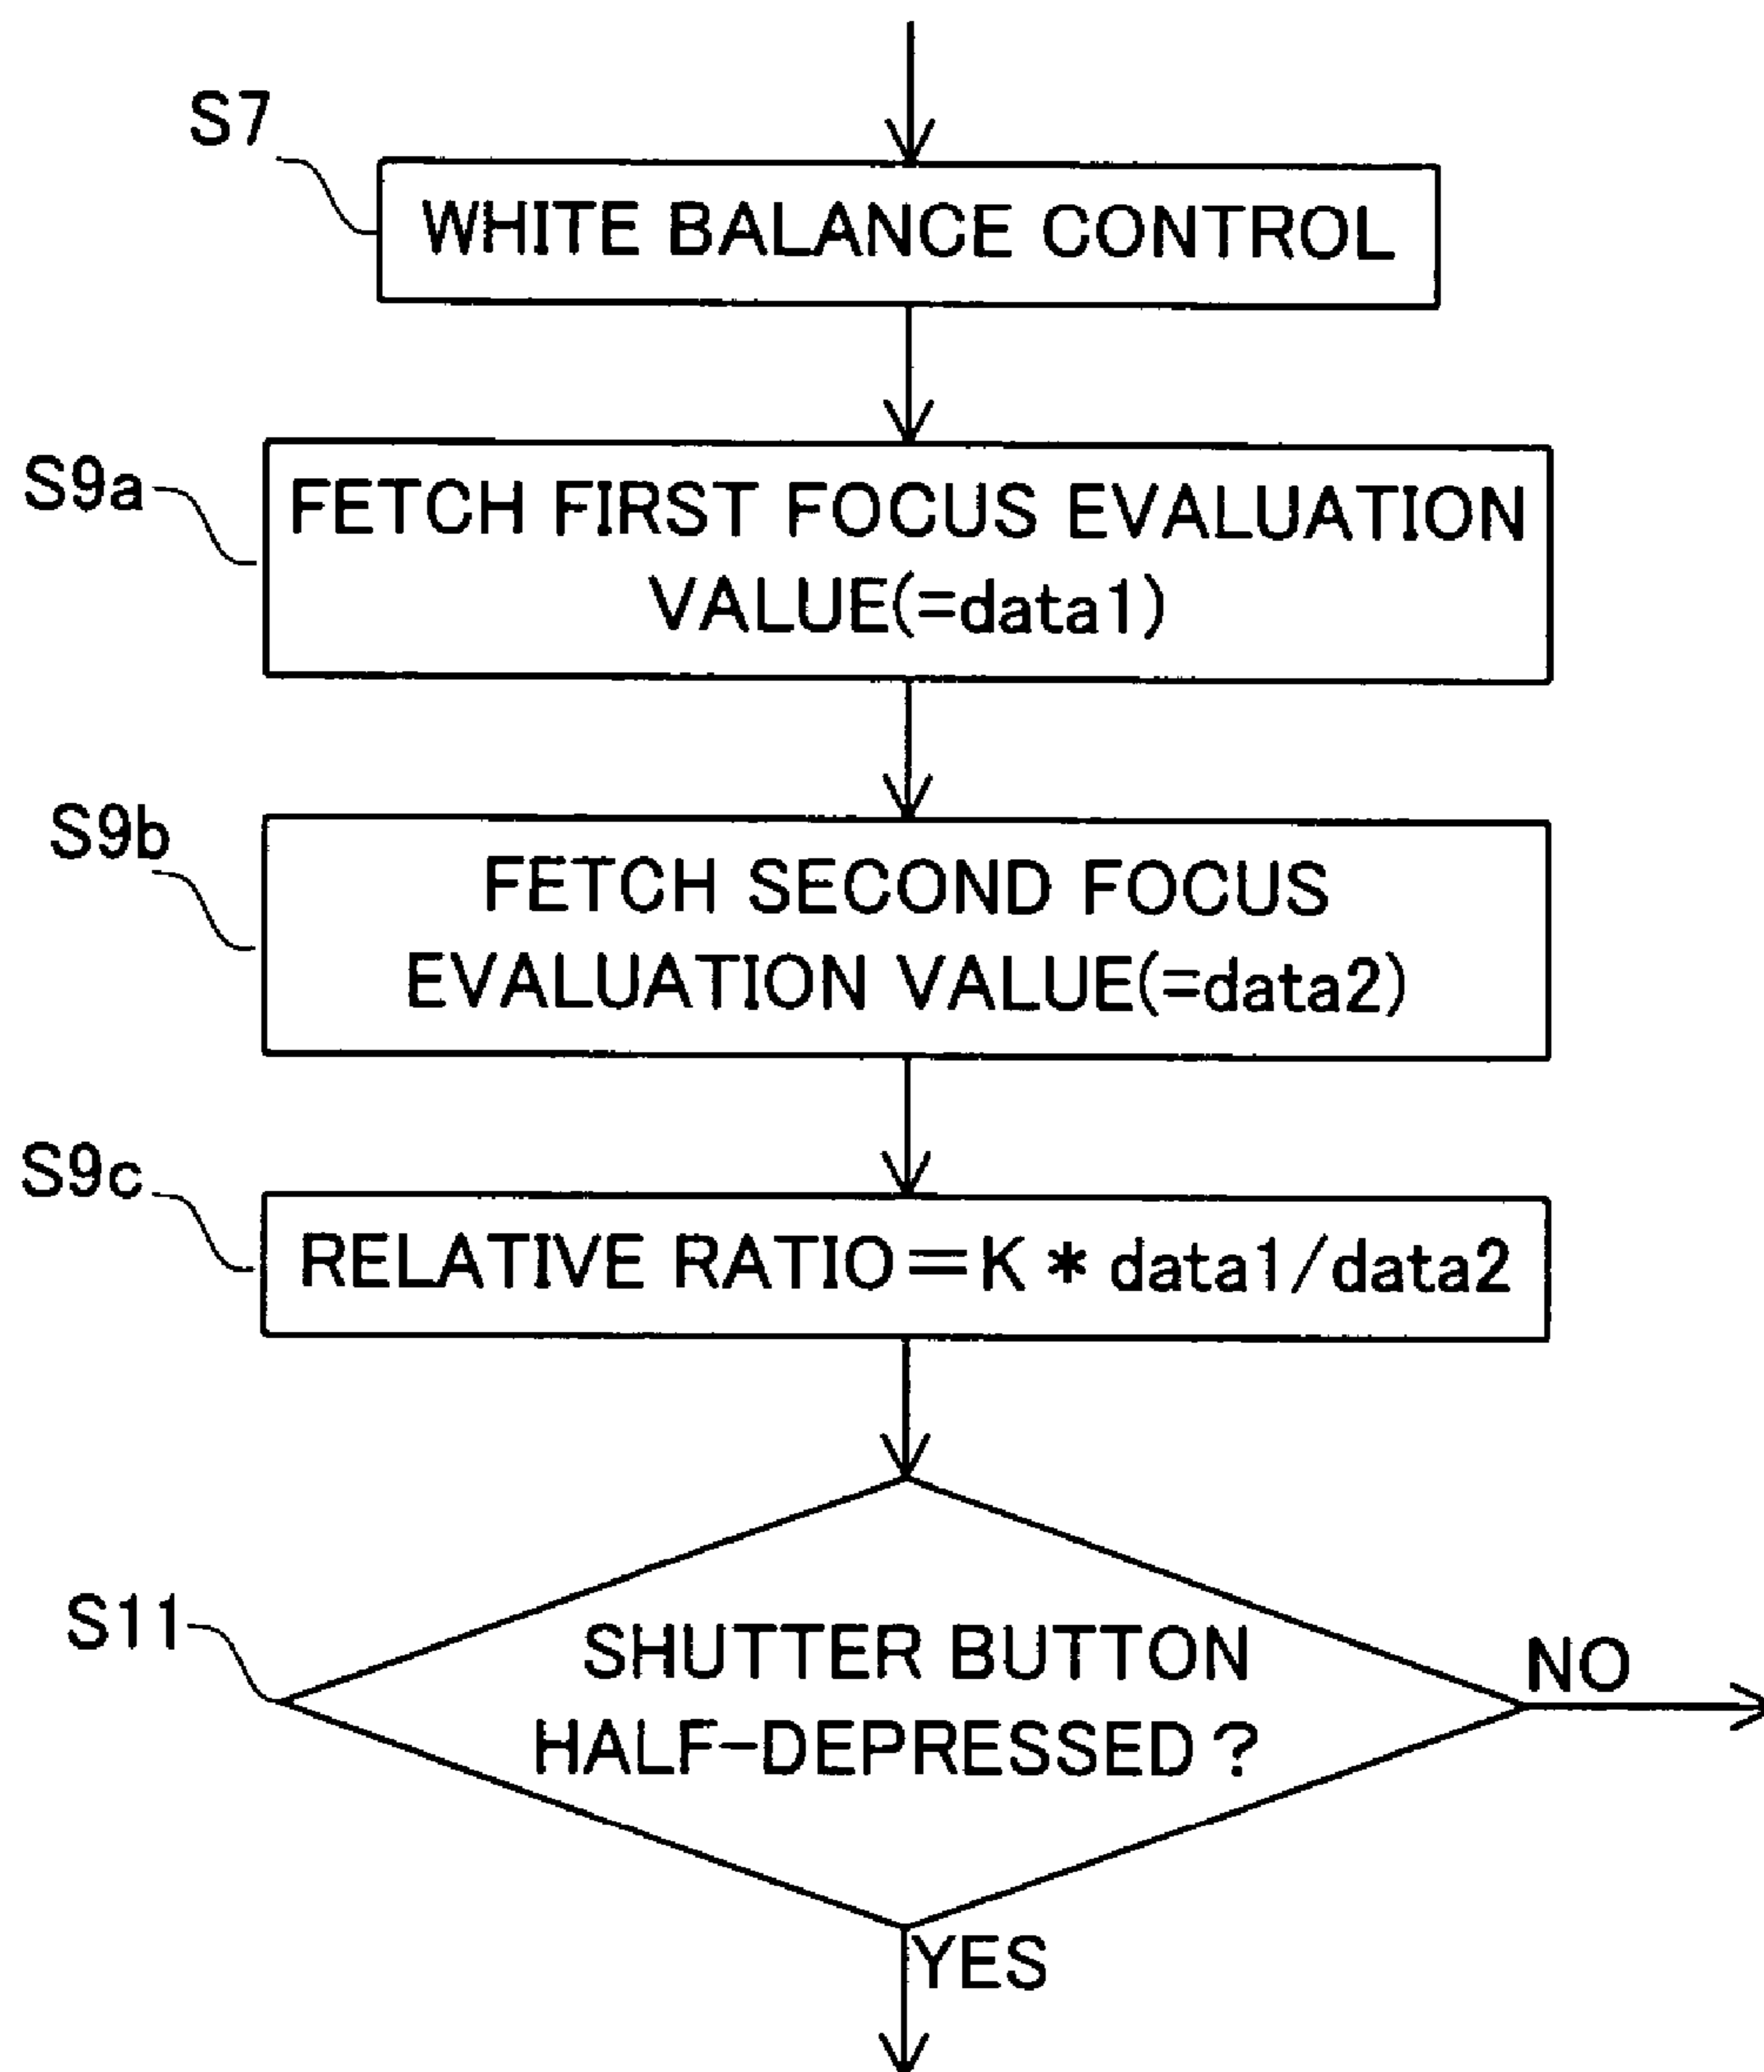 S7
WHITE BALANCE CONTROL
S9a
FETCH FIRST FOCUS EVALUATION
VALUE(=data1)
S9b
FETCH SECOND FOCUS
EVALUATION VALUE(=data2)
S9c
RELATIVE RATIO=K * data1/data2
S11
SHUTTER BUTTON
HALF-DEPRESSED?
NO
YES